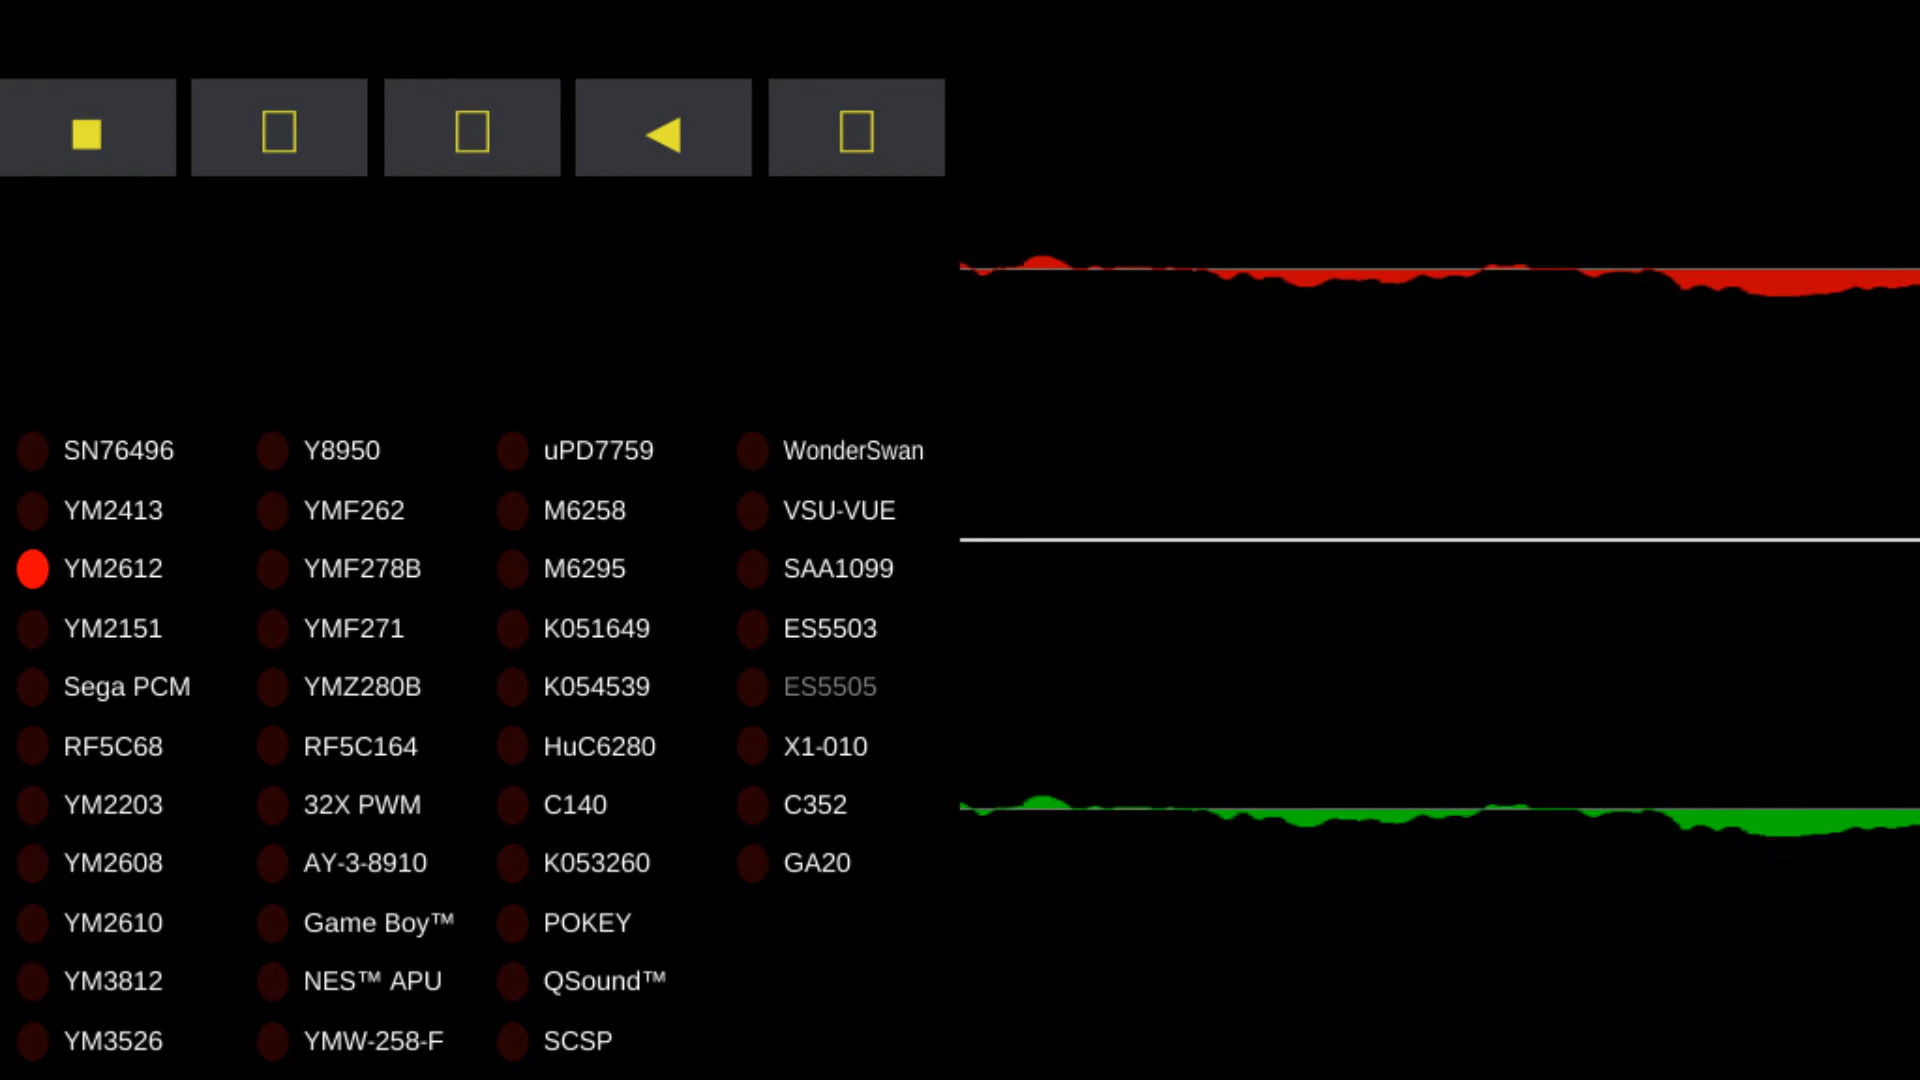 SN76496
YM2413
YM2612
YM2151
Sega PCM
RF5C68
YM2203
YM2608
YM2610
YM3812
YM3526
Y8950
YMF262
YMF278B
YMF271
YMZ280B
RF5C164
32X PWM
AY-3-8910
Game Boy™
NES™ APU
YMW-258-F
uPD7759
M6258
M6295
K051649
K054539
HuC6280
C140
K053260
POKEY
QSound™
SCSP
WonderSwan
VSU-VUE
SAA1099
ES5503
ES5505
X1-010
C352
GA20